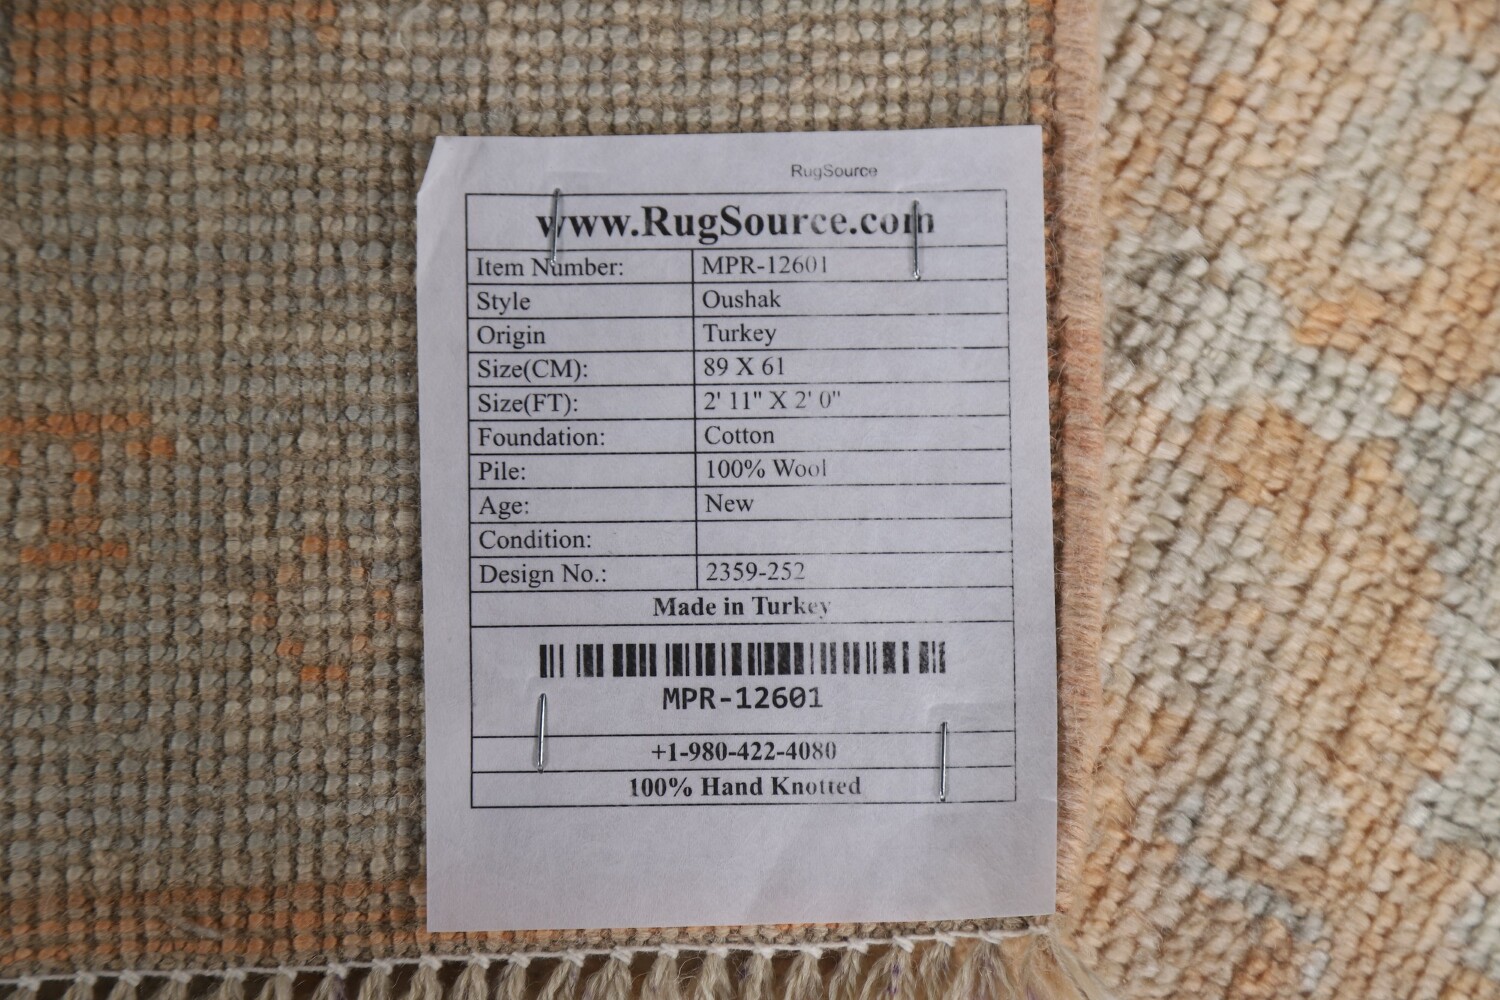 RugSource
www.RugSource.com
Item Number: MPR-12601
Style Oushak
Origin Turkey
Size(CM): 89 X 61
Size(FT): 2' 11" X 2' 0"
Foundation: Cotton
Pile: 100% Wool
Age: New
Condition:
Design No.: 2359-252
Made in Turkey
MPR-12601
+1-980-422-4080
100% Hand Knotted